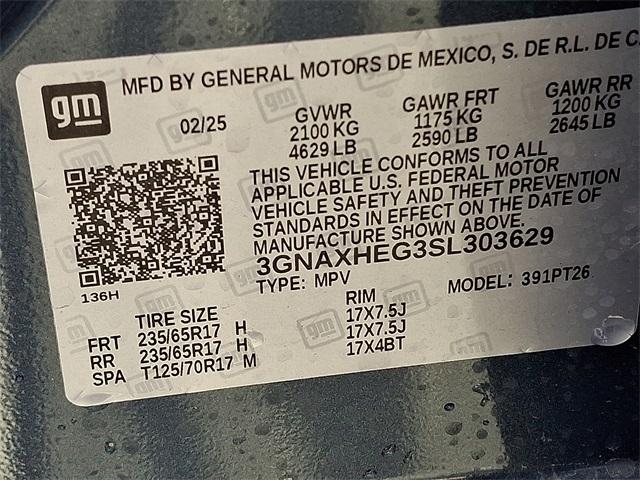 gm
MFD BY GENERAL MOTORS DE MEXICO, S. DE R.L. DE C.
02/25
GVWR
2100 KG
4629 LB
GAWR FRT
1175 KG
2590 LB
GAWR RR
1200 KG
2645 LB
THIS VEHICLE CONFORMS TO ALL
APPLICABLE U.S. FEDERAL MOTOR
VEHICLE SAFETY AND THEFT PREVENTION
STANDARDS IN EFFECT ON THE DATE OF
MANUFACTURE SHOWN ABOVE.
3GNAXHEG3SL303629
TYPE: MPV
MODEL: 391PT26
136H
TIRE SIZE RIM
FRT 235/65R17 H 17X7.5J
RR 235/65R17 H 17X7.5J
SPA T125/70R17 M 17X4BT